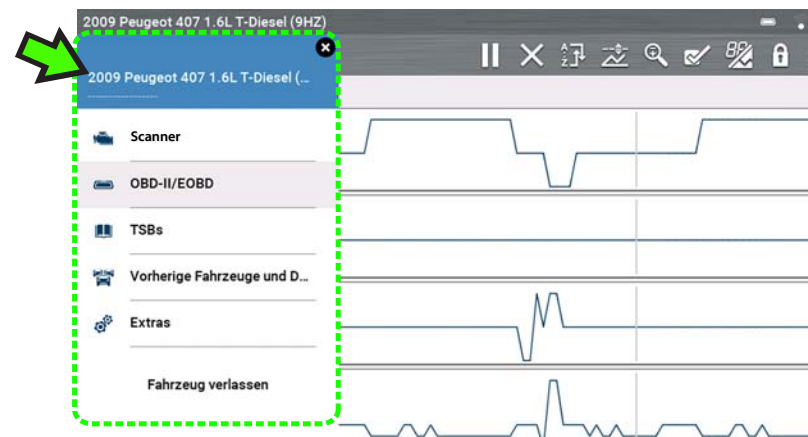 2009 Peugeot 407 1.6L T-Diesel (9HZ)
2009 Peugeot 407 1.6L T-Diesel (...
Scanner
OBD-II/EOBD
TSBs
Vorherige Fahrzeuge und D...
Extras
Fahrzeug verlassen